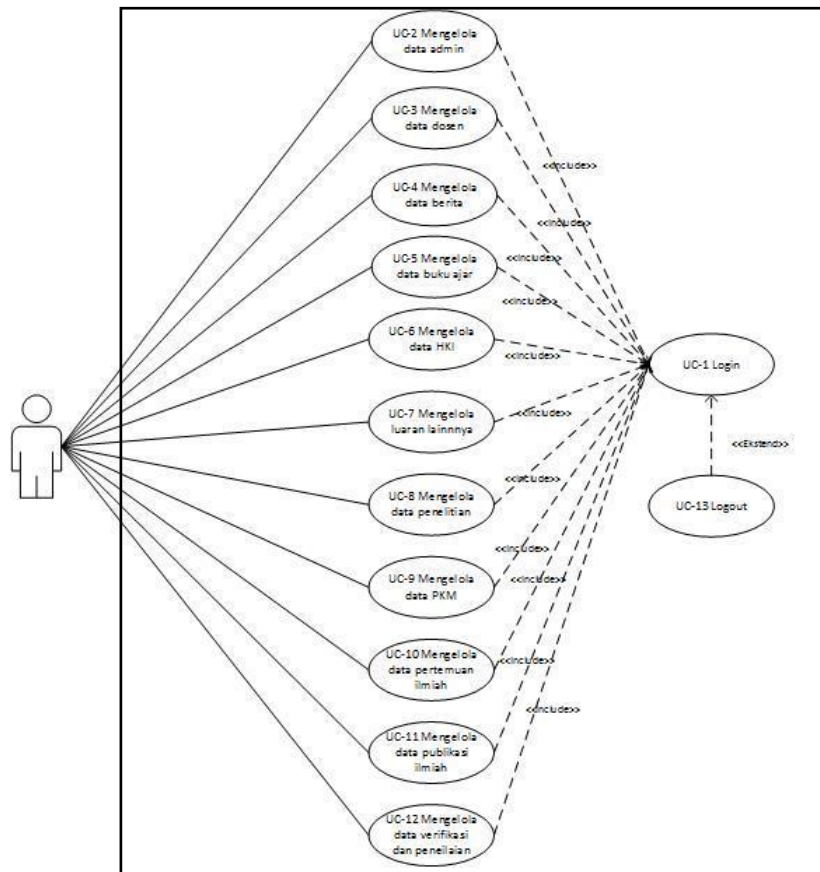 UC-2 Mengelola
data admin
UC-3 Mengelola
data dosen
<<Include>>
UC-4 Mengelola
data berita
<<Include>>
UC-5 Mengelola
data buku ajar
<<Include>>
<<Include>>
UC-6 Mengelola
data HKI
<<Include>>
UC-1 Login
UC-7 Mengelola
luaran lainnnya
<<Include>>
<<Ekstend>>
UC-8 Mengelola
data penelitian
<<Include>>
UC-13 Logout
UC-9 Mengelola
data PKM
<<Include>>
<<Include>>
UC-10 Mengelola
data pertemuan
ilmiah
<<Include>>
UC-11 Mengelola
data publikasi
ilmiah
<<Include>>
UC-12 Mengelola
data verifikasi
dan peneilaian